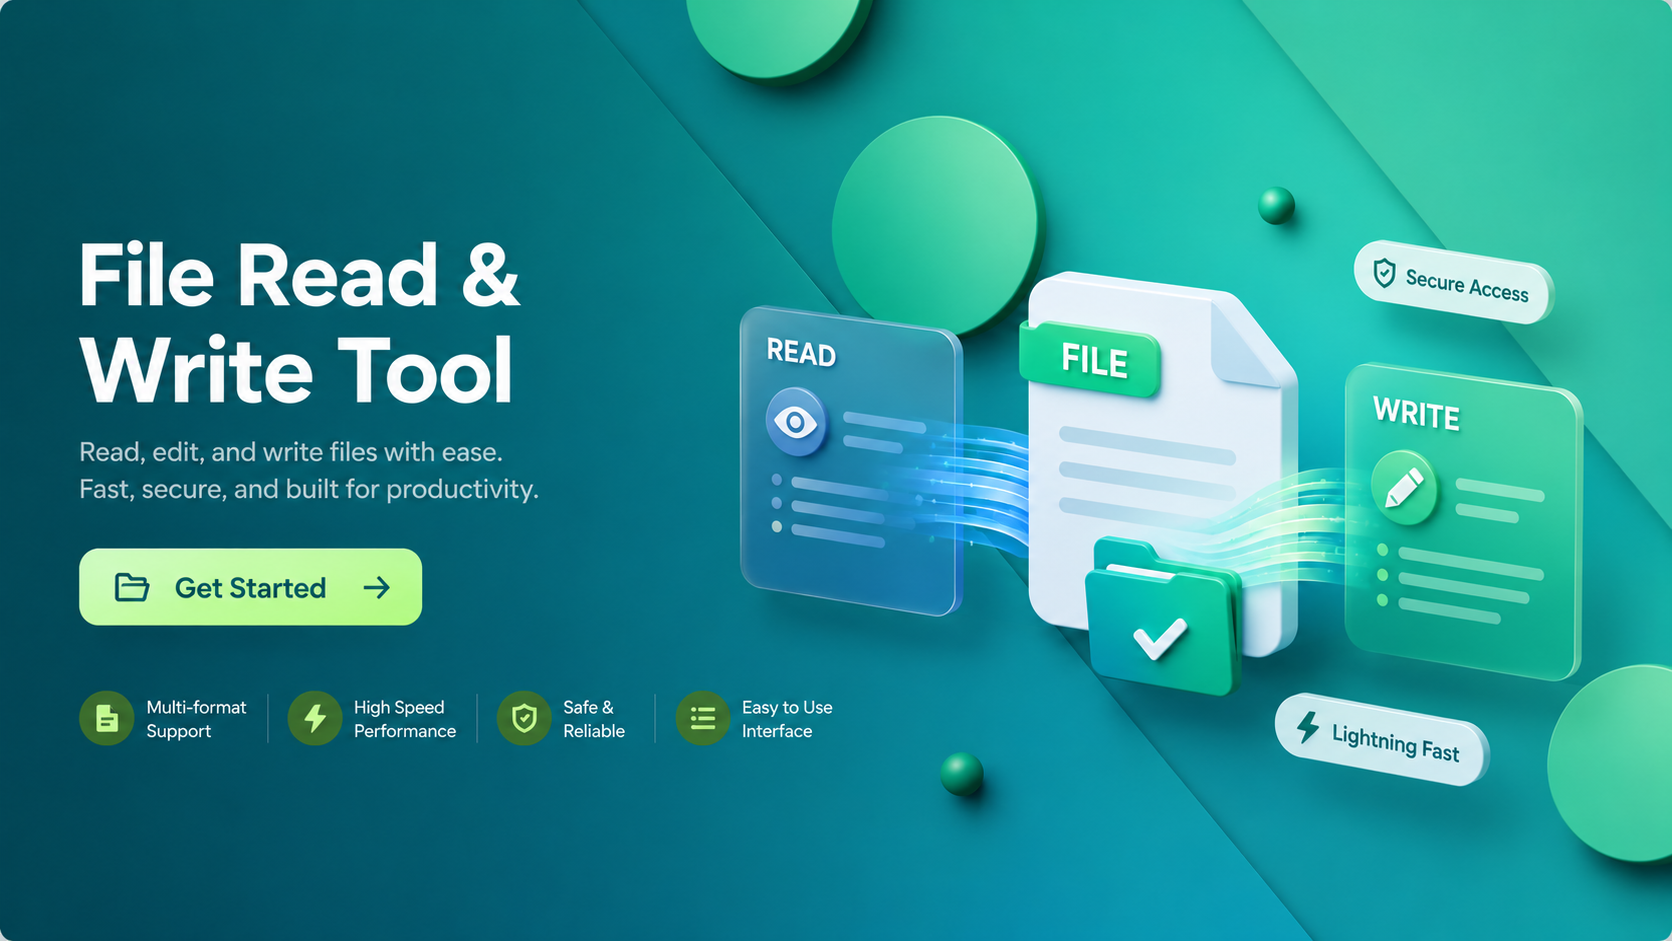 File Read &
Write Tool
Read, edit, and write files with ease.
Fast, secure, and built for productivity.
Get Started
Multi-format
Support
High Speed
Performance
Safe &
Reliable
Easy to Use
Interface
READ
FILE
WRITE
Secure Access
Lightning Fast